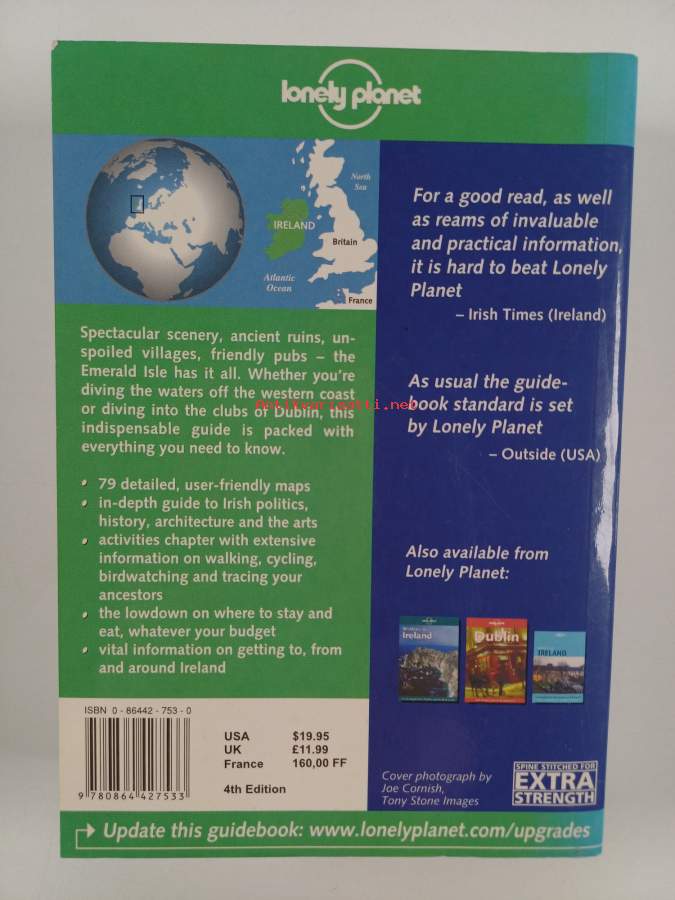 lonely planet
North
Sea
IRELAND
Britain
Atlantic
Ocean
France
Spectacular scenery, ancient ruins, un-
spoiled villages, friendly pubs – the
Emerald Isle has it all. Whether you're
diving the waters off the western coast
or diving into the clubs of Dublin, this
indispensable guide is packed with
everything you need to know.
• 79 detailed, user-friendly maps
• in-depth guide to Irish politics,
history, architecture and the arts
• activities chapter with extensive
information on walking, cycling,
birdwatching and tracing your
ancestors
• the lowdown on where to stay and
eat, whatever your budget
• vital information on getting to, from
and around Ireland
ISBN 0 - 86442 - 753 - 0
9 780864 427533
USA $19.95
UK £11.99
France 160,00 FF
4th Edition
For a good read, as well
as reams of invaluable
and practical information,
it is hard to beat Lonely
Planet
– Irish Times (Ireland)
As usual the guide-
book standard is set
by Lonely Planet
– Outside (USA)
Also available from
Lonely Planet:
Ireland
Dublin
IRELAND
Cover photograph by
Joe Cornish,
Tony Stone Images
SPINE STITCHED FOR
EXTRA
STRENGTH
Update this guidebook: www.lonelyplanet.com/upgrades
Antikvariaatti.net